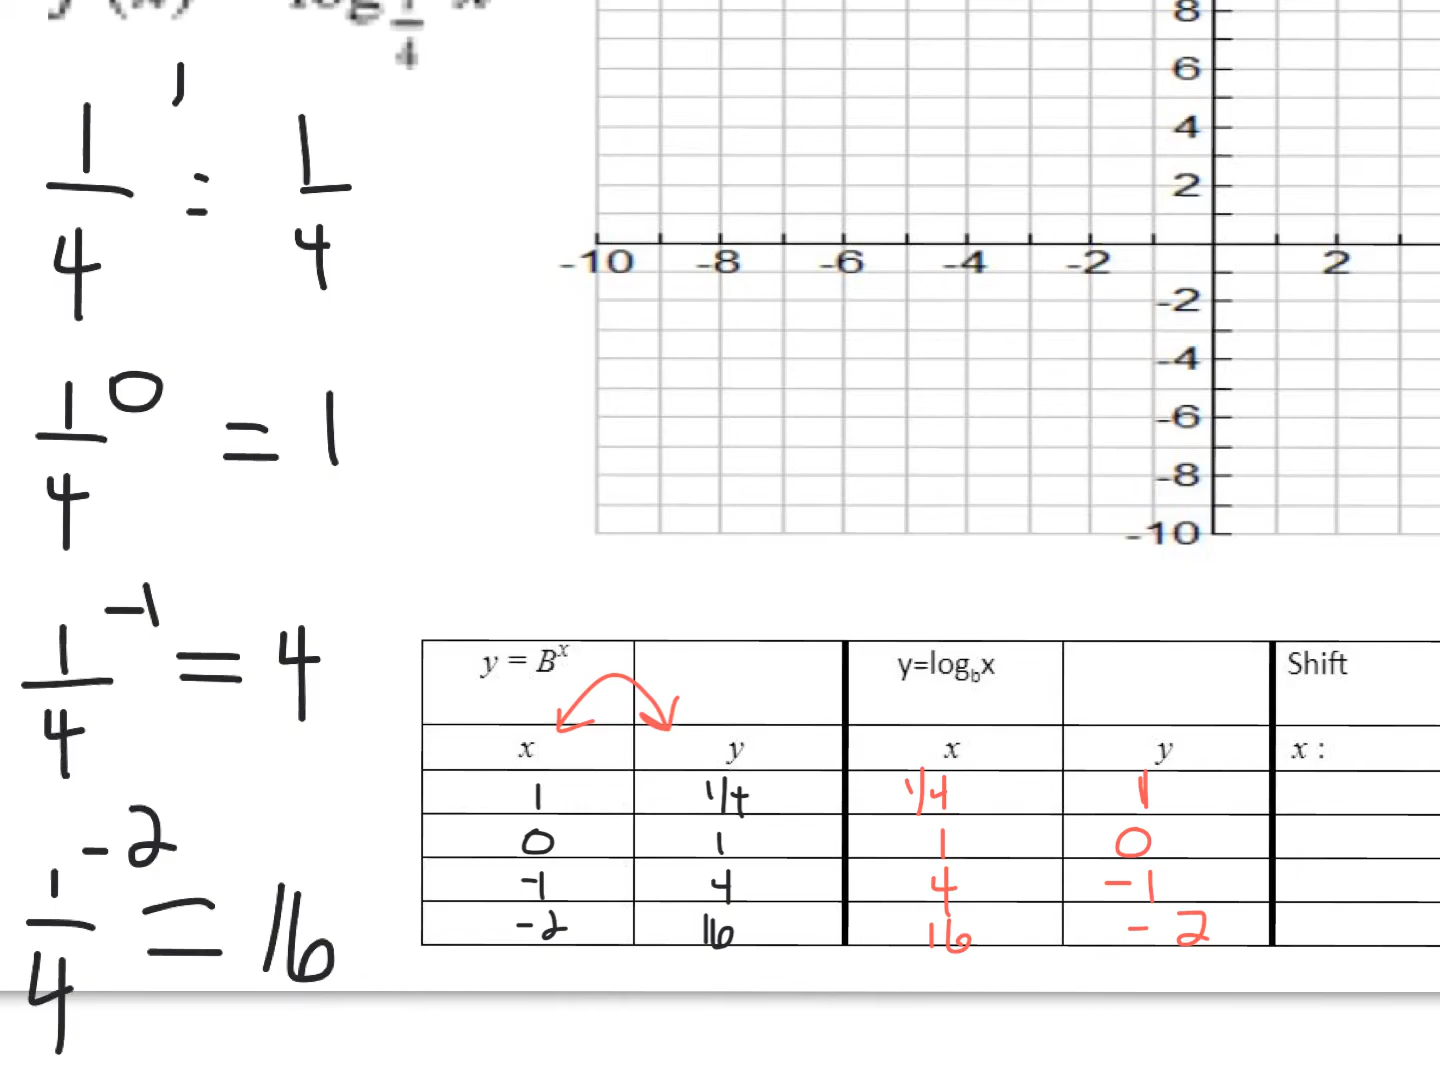 1/4^1 = 1/4
1/4^0 = 1
1/4^-1 = 4
1/4^-2 = 16
8
6
4
2
-10 -8 -6 -4 -2 2
-2
-4
-6
-8
-10
y = B^x y=log_b x Shift
x y x y x :
1 1/4 1/4 1
0 1 1 0
-1 4 4 -1
-2 16 16 -2